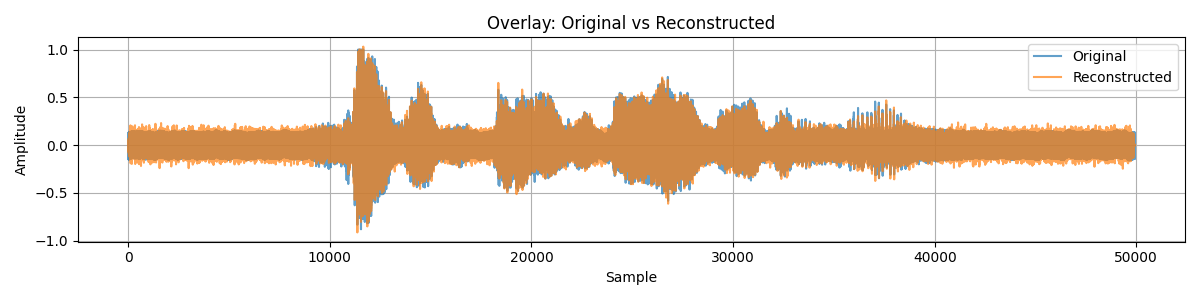 Overlay: Original vs Reconstructed
Original
Reconstructed
Amplitude
1.0
0.5
0.0
−0.5
−1.0
0
10000
20000
30000
40000
50000
Sample